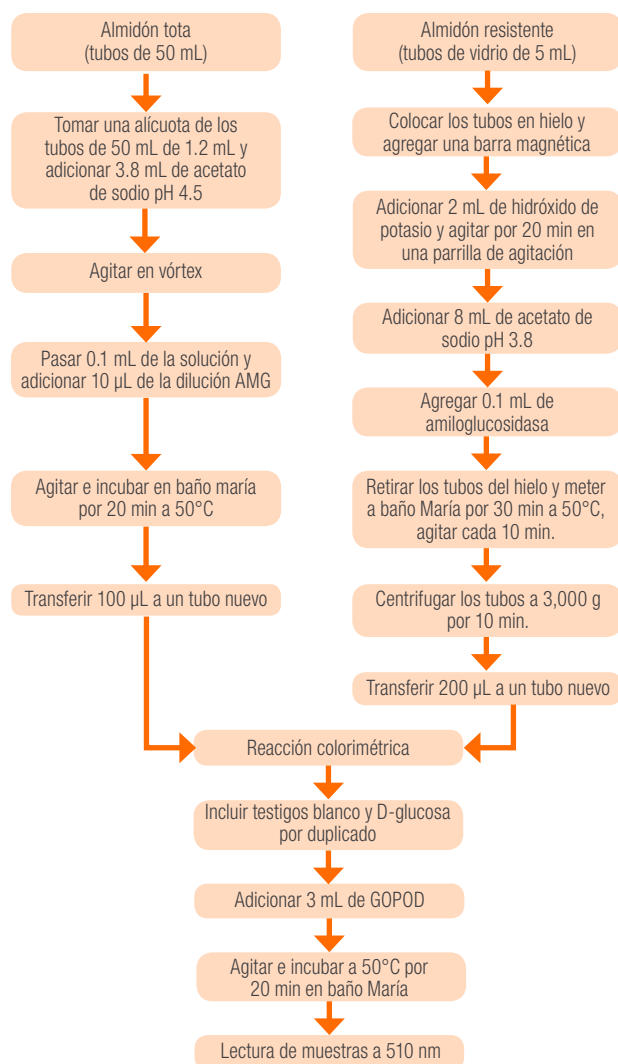 Almidón tota
(tubos de 50 mL)
Tomar una alícuota de los
tubos de 50 mL de 1.2 mL y
adicionar 3.8 mL de acetato
de sodio pH 4.5
Agitar en vórtex
Pasar 0.1 mL de la solución y
adicionar 10 µL de la dilución AMG
Agitar e incubar en baño maría
por 20 min a 50°C
Transferir 100 µL a un tubo nuevo
Almidón resistente
(tubos de vidrio de 5 mL)
Colocar los tubos en hielo y
agregar una barra magnética
Adicionar 2 mL de hidróxido de
potasio y agitar por 20 min en
una parrilla de agitación
Adicionar 8 mL de acetato de
sodio pH 3.8
Agregar 0.1 mL de
amiloglucosidasa
Retirar los tubos del hielo y meter
a baño María por 30 min a 50°C,
agitar cada 10 min.
Centrifugar los tubos a 3,000 g
por 10 min.
Transferir 200 µL a un tubo nuevo
Reacción colorimétrica
Incluir testigos blanco y D-glucosa
por duplicado
Adicionar 3 mL de GOPOD
Agitar e incubar a 50°C por
20 min en baño María
Lectura de muestras a 510 nm